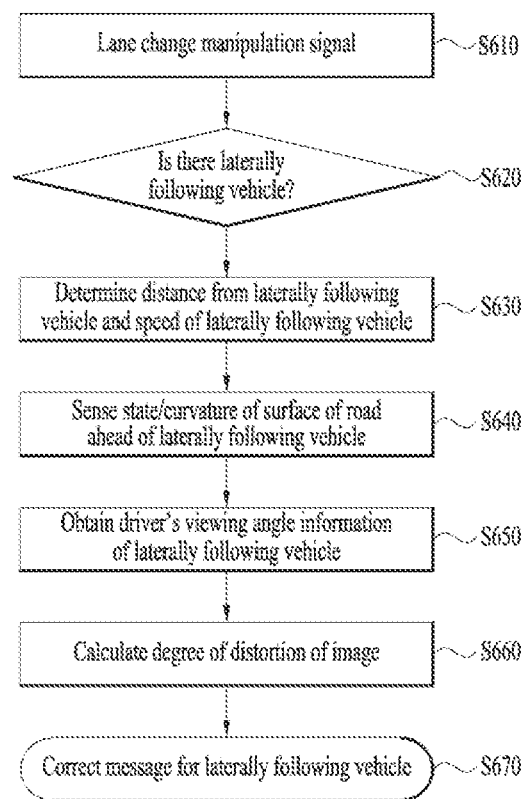 Lane change manipulation signal
S610
Is there laterally
following vehicle?
S620
Determine distance from laterally following
vehicle and speed of laterally following vehicle
S630
Sense state/curvature of surface of road
ahead of laterally following vehicle
S640
Obtain driver's viewing angle information
of laterally following vehicle
S650
Calculate degree of distortion of image
S660
Correct message for laterally following vehicle
S670